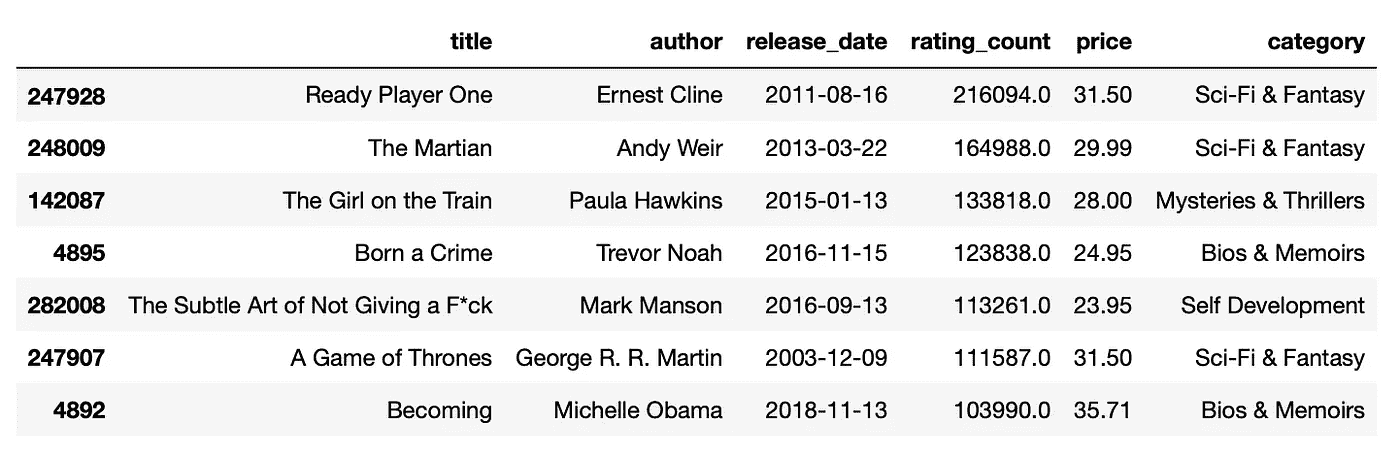 title author release_date rating_count price category
247928 Ready Player One Ernest Cline 2011-08-16 216094.0 31.50 Sci-Fi & Fantasy
248009 The Martian Andy Weir 2013-03-22 164988.0 29.99 Sci-Fi & Fantasy
142087 The Girl on the Train Paula Hawkins 2015-01-13 133818.0 28.00 Mysteries & Thrillers
4895 Born a Crime Trevor Noah 2016-11-15 123838.0 24.95 Bios & Memoirs
282008 The Subtle Art of Not Giving a F*ck Mark Manson 2016-09-13 113261.0 23.95 Self Development
247907 A Game of Thrones George R. R. Martin 2003-12-09 111587.0 31.50 Sci-Fi & Fantasy
4892 Becoming Michelle Obama 2018-11-13 103990.0 35.71 Bios & Memoirs